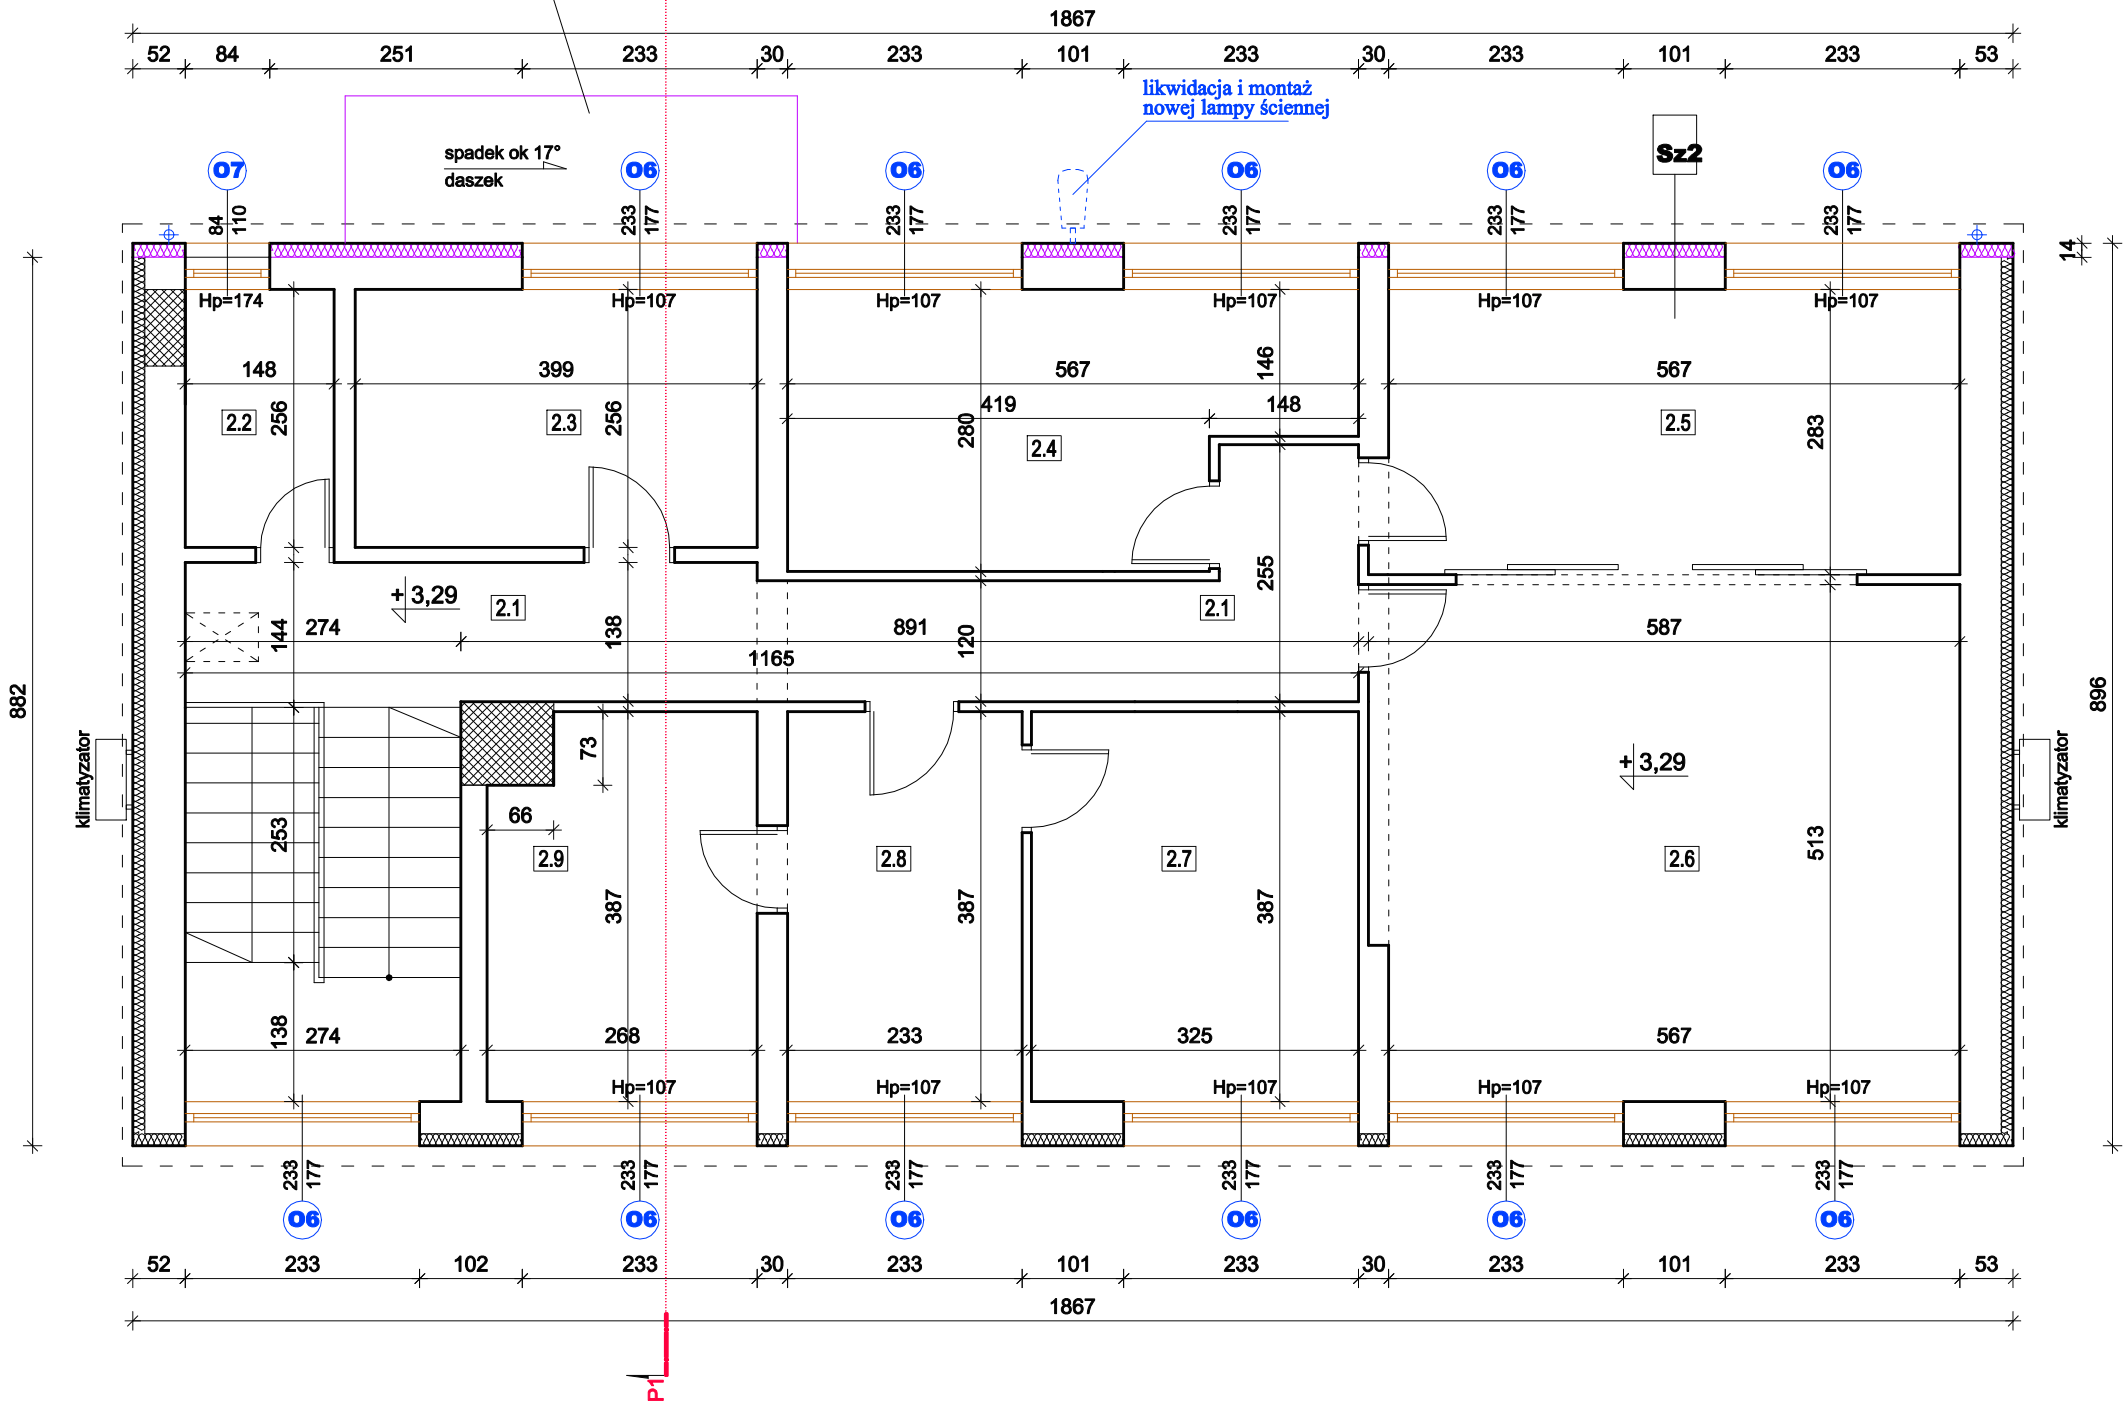 1867
52 84 251 233 30 233 101 233 30 233 101 233 53
likwidacja i montaż
nowej lampy ściennej
spadek ok 17°
daszek
O7 O6 O6 O6 O6 Sz2 O6
84 110 233 177 233 177 233 177 233 177 233 177
14
Hp=174 Hp=107 Hp=107 Hp=107 Hp=107 Hp=107
148 399 567 146 567
419 148
2.2 256 2.3 256 280 2.4 2.5 283
255
+ 3,29 2.1 2.1
144 274 138 891 120 587
1165
882
896
klimatyzator
klimatyzator
73
+ 3,29
66
253
2.9 2.8 2.7 2.6 513
387 387 387
138 274 268 233 325 567
Hp=107 Hp=107 Hp=107 Hp=107 Hp=107
233 177 233 177 233 177 233 177 233 177 233 177
O6 O6 O6 O6 O6 O6
52 233 102 233 30 233 101 233 30 233 101 233 53
1867
P1